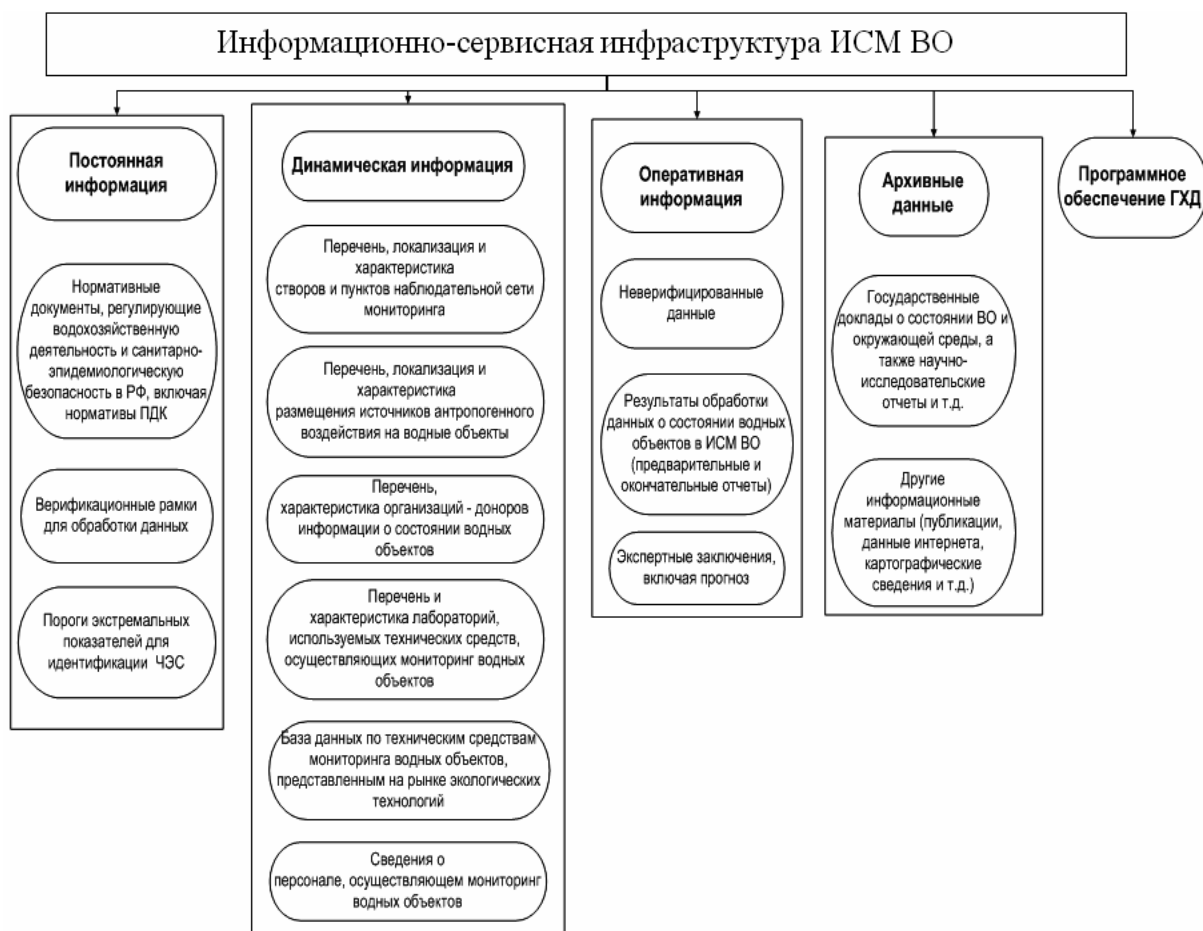 Информационно-сервисная инфраструктура ИСМ ВО
Постоянная
информация
Нормативные
документы, регулирующие
водохозяйственную
деятельность и санитарно-
эпидемиологическую
безопасность в РФ, включая
нормативы ПДК
Верификационные рамки
для обработки данных
Пороги экстремальных
показателей для
идентификации ЧЭС
Динамическая информация
Перечень, локализация и
характеристика
створов и пунктов наблюдательной сети
мониторинга
Перечень, локализация и
характеристика
размещения источников антропогенного
воздействия на водные объекты
Перечень,
характеристика организаций - доноров
информации о состоянии водных
объектов
Перечень и
характеристика лабораторий,
используемых технических средств,
осуществляющих мониторинг водных
объектов
База данных по техническим средствам
мониторинга водных объектов,
представленным на рынке экологических
технологий
Сведения о
персонале, осуществляющем мониторинг
водных объектов
Оперативная
информация
Неверифицированные
данные
Результаты обработки
данных о состоянии водных
объектов в ИСМ ВО
(предварительные и
окончательные отчеты)
Экспертные заключения,
включая прогноз
Архивные
данные
Государственные
доклады о состоянии ВО и
окружающей среды, а
также научно-
исследовательские
отчеты и т.д.
Другие
информационные
материалы (публикации,
данные интернета,
картографические
сведения и т.д.)
Программное
обеспечение ГХД